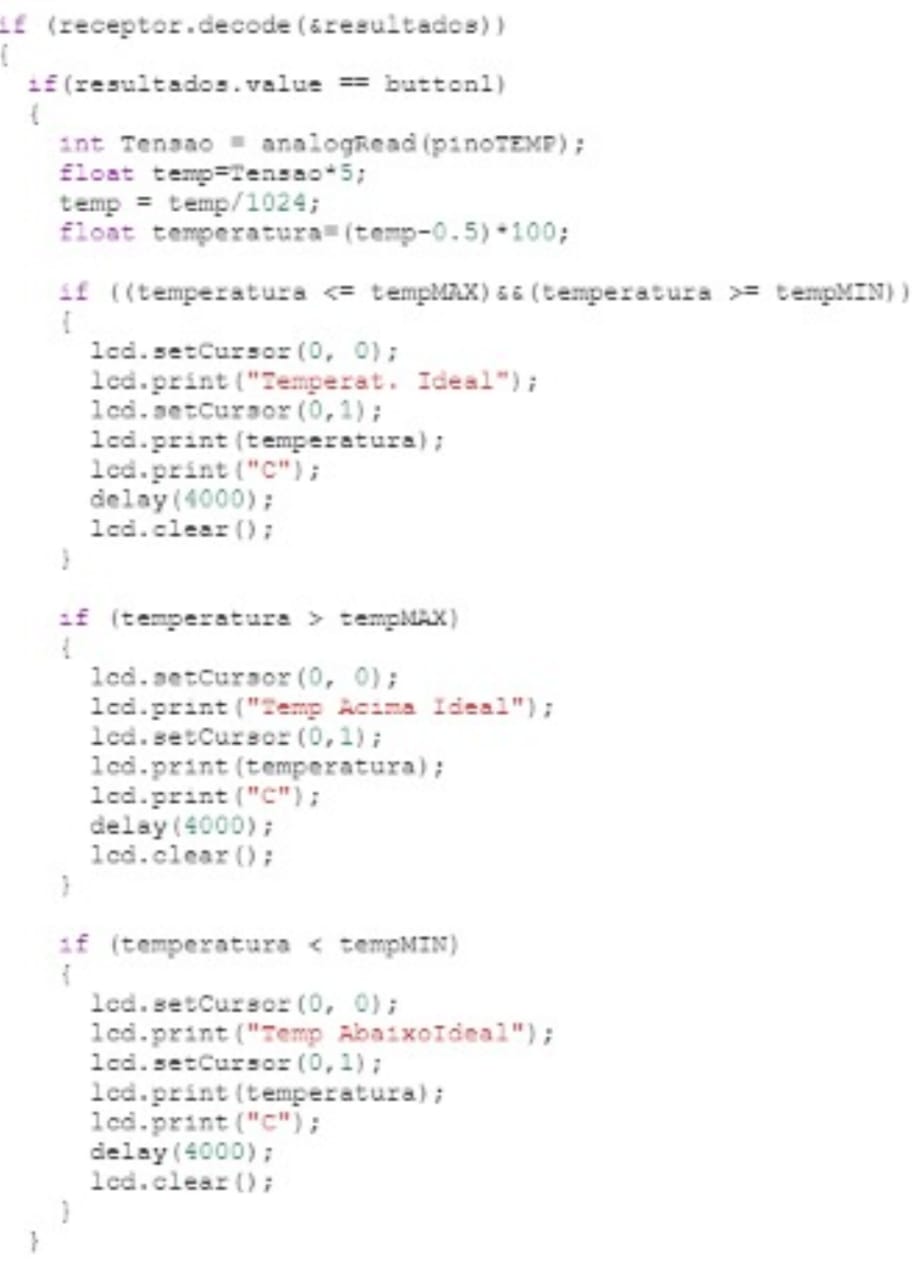 if (receptor.decode(&resultados))
{
  if(resultados.value == button1)
  {
    int Tensao = analogRead(pinoTEMP);
    float temp=Tensao*5;
    temp = temp/1024;
    float temperatura=(temp-0.5)*100;

    if ((temperatura <= tempMAX)&&(temperatura >= tempMIN))
    {
      lcd.setCursor(0, 0);
      lcd.print("Temperat. Ideal");
      lcd.setCursor(0,1);
      lcd.print(temperatura);
      lcd.print("C");
      delay(4000);
      lcd.clear();
    }

    if (temperatura > tempMAX)
    {
      lcd.setCursor(0, 0);
      lcd.print("Temp Acima Ideal");
      lcd.setCursor(0,1);
      lcd.print(temperatura);
      lcd.print("C");
      delay(4000);
      lcd.clear();
    }

    if (temperatura < tempMIN)
    {
      lcd.setCursor(0, 0);
      lcd.print("Temp AbaixoIdeal");
      lcd.setCursor(0,1);
      lcd.print(temperatura);
      lcd.print("C");
      delay(4000);
      lcd.clear();
    }
  }